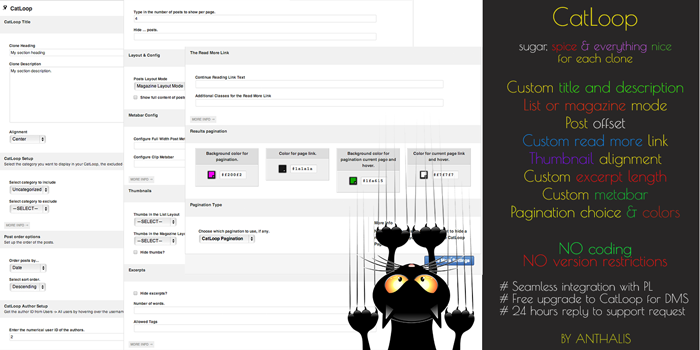 CatLoop
CatLoop Title
Clone Heading
My section heading
Clone Description
My section description.
Alignment
Center
CatLoop Setup
Select the category you want to display in your CatLoop, the excluded
Select category to include
Uncategorized
Select category to exclude
--SELECT--
MORE INFO
Post order options
Set up the order of the posts.
Order posts by...
Date
Select sort order.
Descending
CatLoop Author Setup
Get the author ID from Users -> All users by hovering over the username
Enter the numerical user ID of the authors.
2
Type in the number of posts to show per page.
4
Hide ... posts.
Layout & Config
Posts Layout Mode
Magazine Layout Mode
Show full content of posts
Metabar Config
Configure Full Width Post Met
Configure Clip Metabar
MORE INFO
Thumbnails
Thumbs in the List Layout
--SELECT--
Thumbs in the Magazine Layou
--SELECT--
Hide thumbs?
Excerpts
Hide excerpts?
Number of words.
Allowed Tags
MORE INFO
The Read More Link
Continue Reading Link Text
Additional Classes for the Read More Link
MORE INFO
Results pagination
Background color for pagination.
Color for page link.
Background color for pagination current page and hover.
Color for current page link and hover.
#1a1a1a
#f7f7f7
Pagination Type
Choose which pagination to use, if any.
CatLoop Pagination
More Info
CatLoop
sugar, spice & everything nice
for each clone
Custom title and description
List or magazine mode
Post offset
Custom read more link
Thumbnail alignment
Custom excerpt length
Custom metabar
Pagination choice & colors
NO coding
NO version restrictions
# Seamless integration with PL
# Free upgrade to CatLoop for DMS
# 24 hours reply to support request
BY ANTHALIS